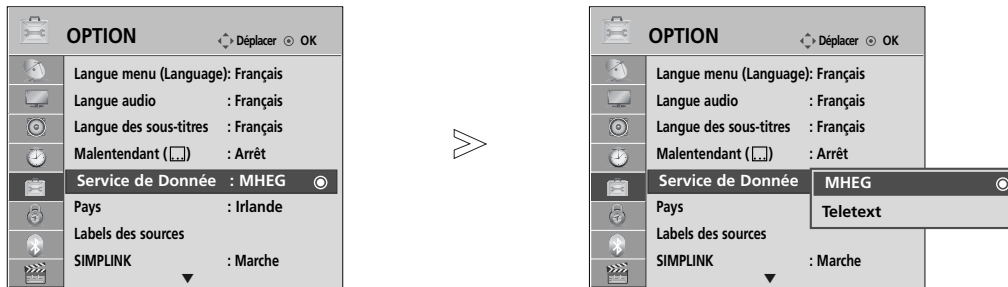 OPTION Déplacer OK
Langue menu (Language): Français
Langue audio : Français
Langue des sous-titres : Français
Malentendant (...) : Arrêt
Service de Donnée : MHEG
Pays : Irlande
Labels des sources
SIMPLINK : Marche
OPTION Déplacer OK
Langue menu (Language): Français
Langue audio : Français
Langue des sous-titres : Français
Malentendant (...) : Arrêt
Service de Donnée
MHEG
Teletext
Pays
Labels des sources
SIMPLINK : Marche